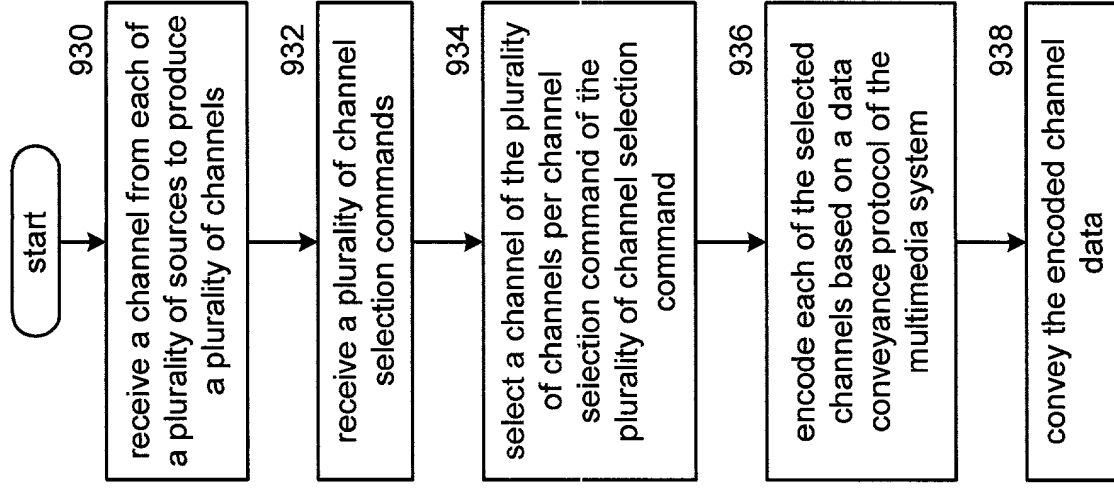 start
930
receive a channel from each of
a plurality of sources to produce
a plurality of channels
932
receive a plurality of channel
selection commands
934
select a channel of the plurality
of channels per channel
selection command of the
plurality of channel selection
command
936
encode each of the selected
channels based on a data
conveyance protocol of the
multimedia system
938
convey the encoded channel
data